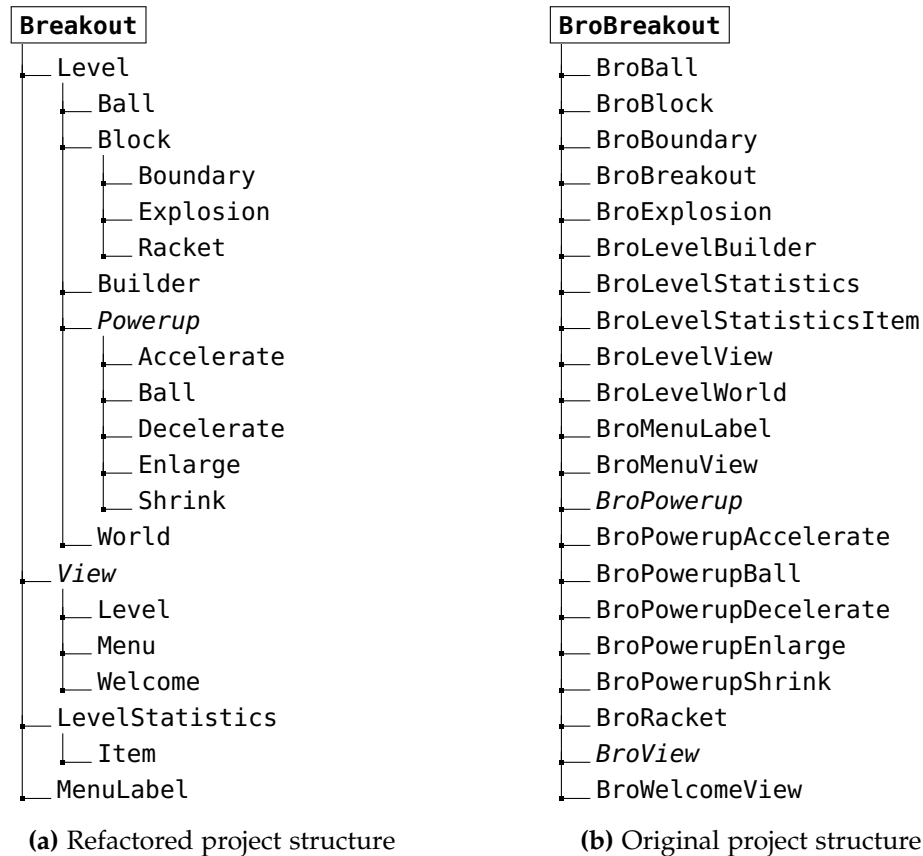 Breakout
Level
Ball
Block
Boundary
Explosion
Racket
Builder
Powerup
Accelerate
Ball
Decelerate
Enlarge
Shrink
World
View
Level
Menu
Welcome
LevelStatistics
Item
MenuLabel
(a) Refactored project structure
BroBreakout
BroBall
BroBlock
BroBoundary
BroBreakout
BroExplosion
BroLevelBuilder
BroLevelStatistics
BroLevelStatisticsItem
BroLevelView
BroLevelWorld
BroMenuLabel
BroMenuView
BroPowerup
BroPowerupAccelerate
BroPowerupBall
BroPowerupDecelerate
BroPowerupEnlarge
BroPowerupShrink
BroRacket
BroView
BroWelcomeView
(b) Original project structure